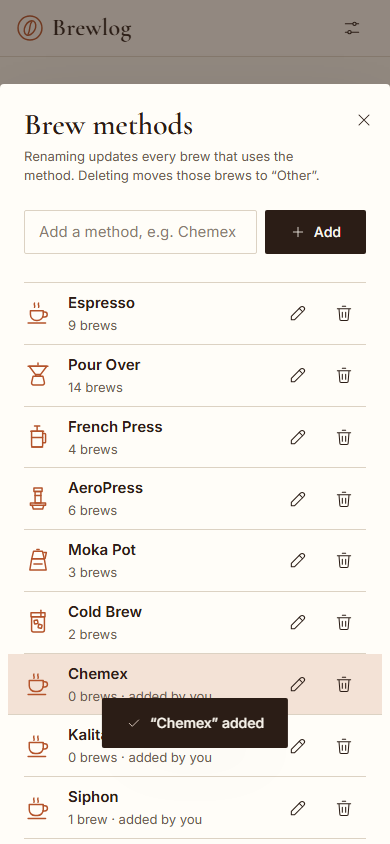 Brewlog
Brew methods
Renaming updates every brew that uses the
method. Deleting moves those brews to “Other”.
Add a method, e.g. Chemex
Add
Espresso
9 brews
Pour Over
14 brews
French Press
4 brews
AeroPress
6 brews
Moka Pot
3 brews
Cold Brew
2 brews
Chemex
0 brews · added by you
“Chemex” added
0 brews · added by you
Siphon
1 brew · added by you